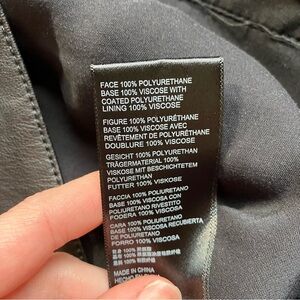 FACE 100% POLYURETHANE
BASE 100% VISCOSE WITH
COATED POLYURETHANE
LINING 100% VISCOSE
FIGURE 100% POLYURÉTHANE
BASE 100% VISCOSE AVEC
REVÊTEMENT DE POLYURÉTHANE
DOUBLURE 100% VISCOSE
GESICHT 100% POLYURETHAN
TRÄGERMATERIAL 100%
VISKOSE MIT BESCHICHTETEM
POLYURETHAN
FUTTER 100% VISKOSE
FACCIA 100% POLIURETANO
BASE 100% VISCOSA CON
POLIURETANO RIVESTITO
FODERA 100% VISCOSA
CARA 100% POLIURETANO
BASE 100% VISCOSA RECUBIERTA
DE POLIURETANO
FORRO 100% VISCOSA
MADE IN CHINA
HECHO EN